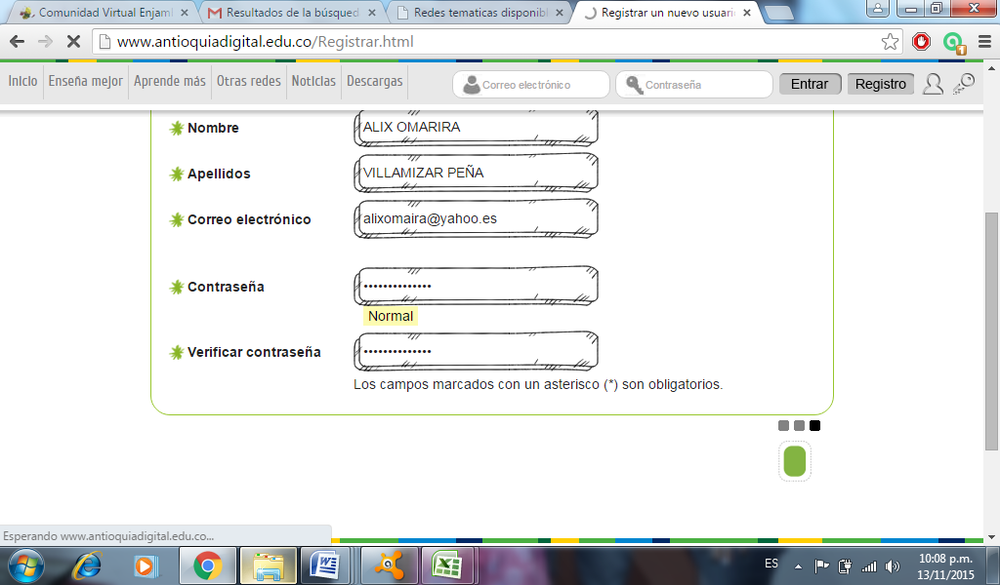 Comunidad Virtual Enjaml
Resultados de la búsqued
Redes tematicas disponibl
Registrar un nuevo usuari
www.antioquiadigital.edu.co/Registrar.html
1
Inicio Enseña mejor Aprende más Otras redes Noticias Descargas Correo electrónico Contraseña Entrar Registro
Nombre ALIX OMARIRA
Apellidos VILLAMIZAR PEÑA
Correo electrónico alixomaira@yahoo.es
Contraseña ••••••••••••••
Normal
Verificar contraseña ••••••••••••••
Los campos marcados con un asterisco (*) son obligatorios.
Esperando www.antioquiadigital.edu.co...
ES
10:08 p.m.
13/11/2015